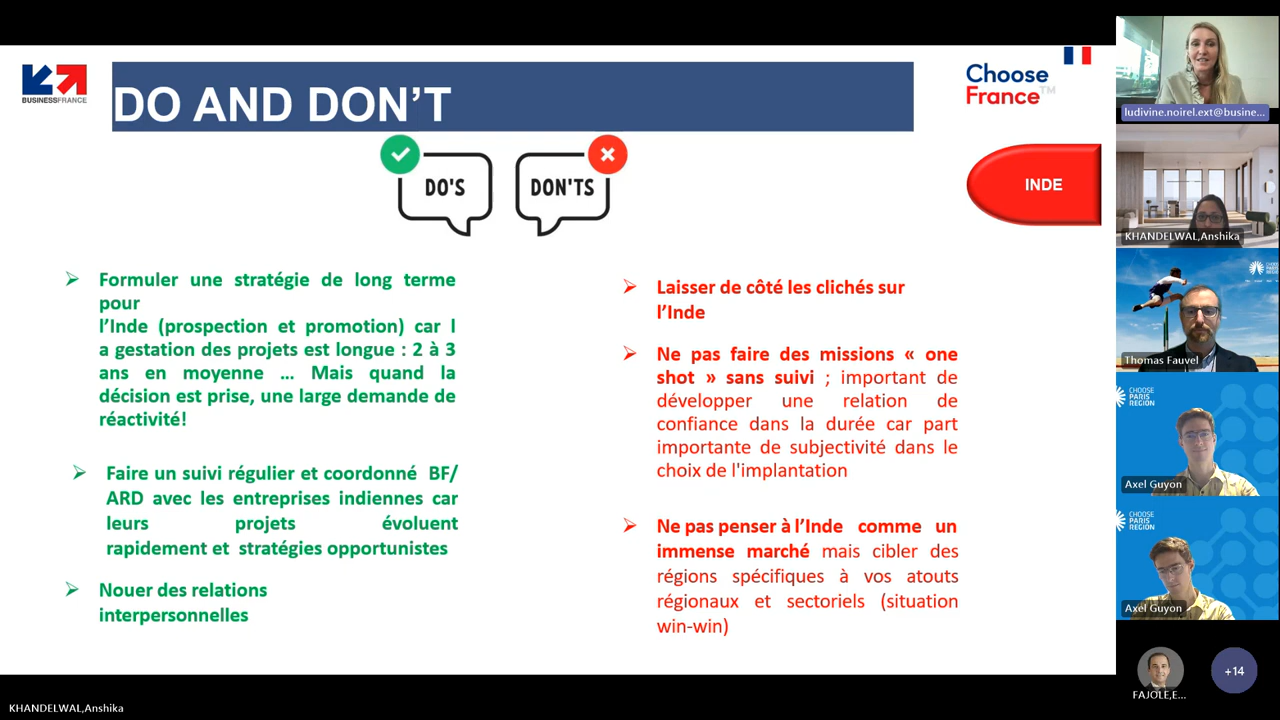 BUSINESSFRANCE
DO AND DON'T
Choose
France™
DO'S
DON'TS
INDE
Formuler une stratégie de long terme
pour
l'Inde (prospection et promotion) car l
a gestation des projets est longue : 2 à 3
ans en moyenne … Mais quand la
décision est prise, une large demande de
réactivité!
Faire un suivi régulier et coordonné BF/
ARD avec les entreprises indiennes car
leurs projets évoluent
rapidement et stratégies opportunistes
Nouer des relations
interpersonnelles
Laisser de côté les clichés sur
l'Inde
Ne pas faire des missions « one
shot » sans suivi ; important de
développer une relation de
confiance dans la durée car part
importante de subjectivité dans le
choix de l'implantation
Ne pas penser à l'Inde comme un
immense marché mais cibler des
régions spécifiques à vos atouts
régionaux et sectoriels (situation
win-win)
ludivine.noirel.ext@busine...
KHANDELWAL,Anshika
Thomas Fauvel
CHOOSE
PARIS
REGION
Axel Guyon
CHOOSE
PARIS
REGION
Axel Guyon
FAJOLE,E...
+14
KHANDELWAL,Anshika